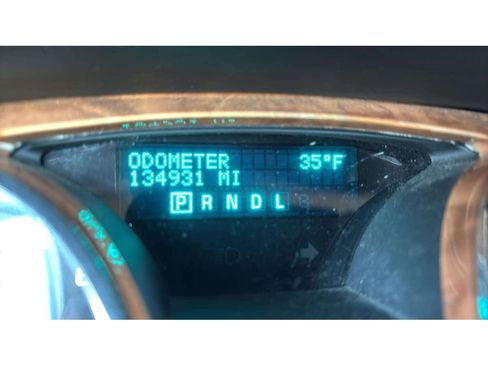 ODOMETER 35°F
134931 MI
P R N D L